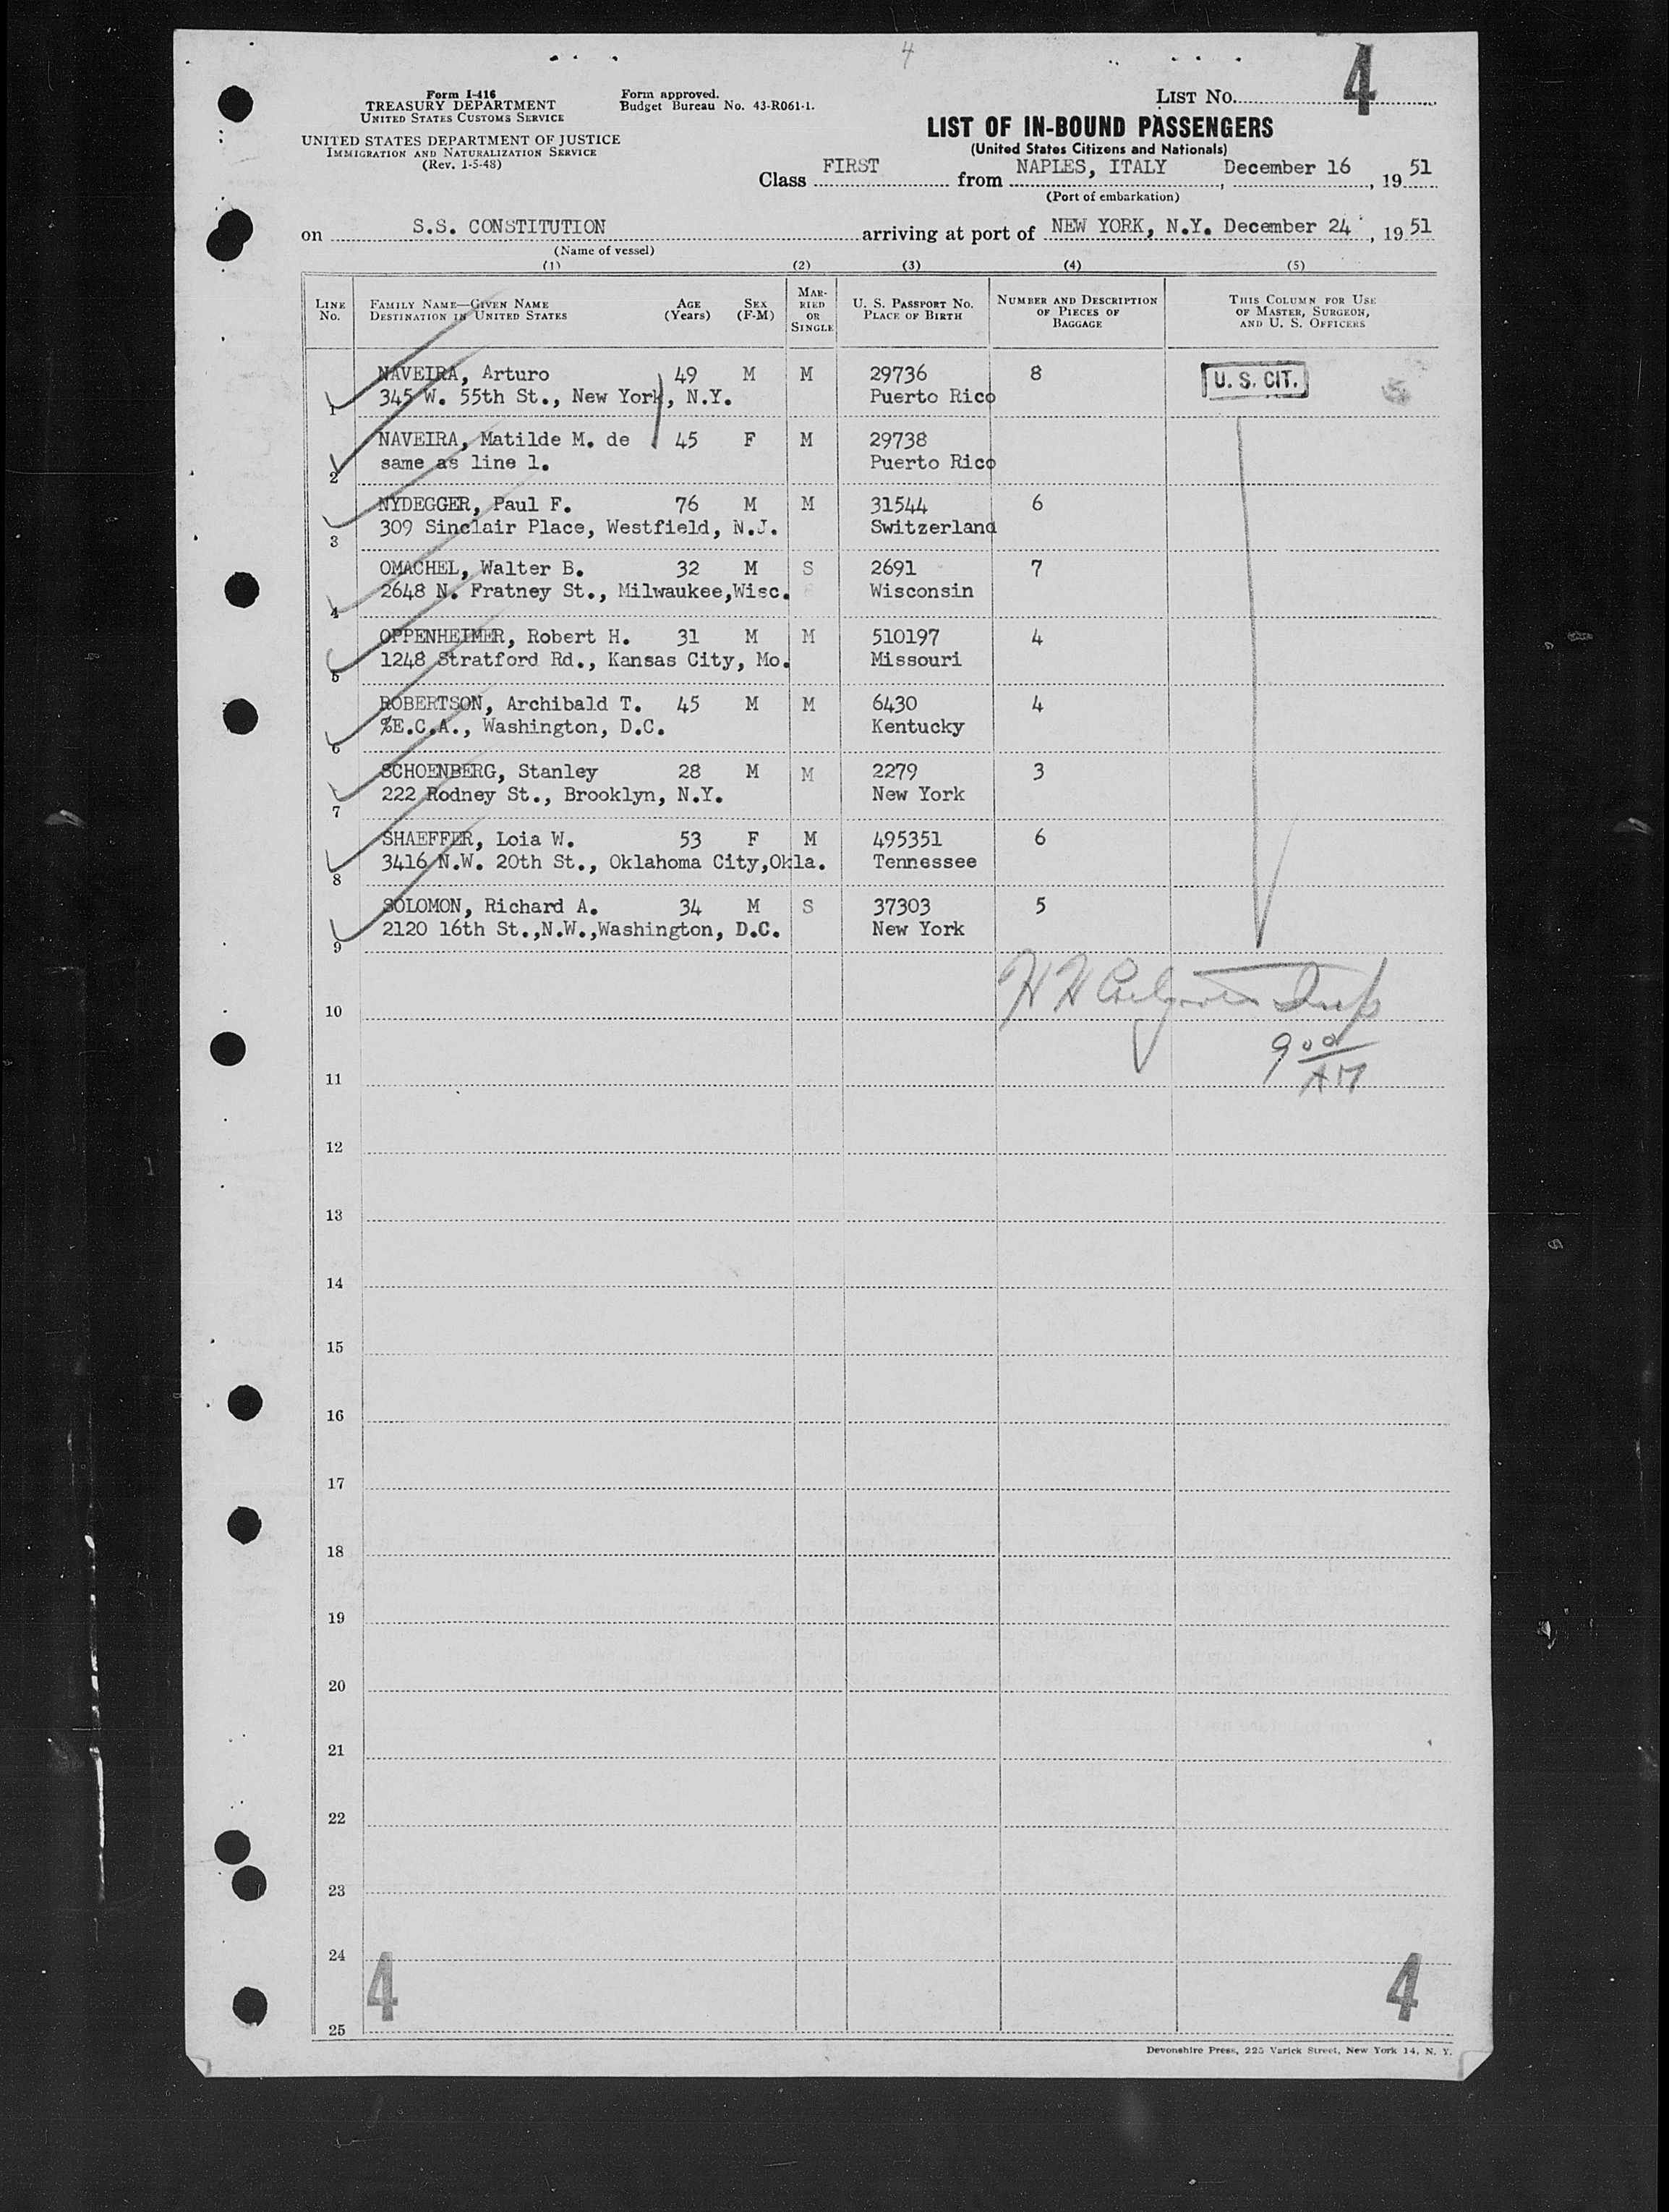 4
4
Form I-416
TREASURY DEPARTMENT
UNITED STATES CUSTOMS SERVICE
UNITED STATES DEPARTMENT OF JUSTICE
IMMIGRATION AND NATURALIZATION SERVICE
(Rev. 1-5-48)
Form approved.
Budget Bureau No. 43-R061-1.
LIST No.
LIST OF IN-BOUND PASSENGERS
(United States Citizens and Nationals)
Class FIRST from NAPLES, ITALY, December 16, 1951
(Port of embarkation)
on S.S. CONSTITUTION arriving at port of NEW YORK, N.Y. December 24, 1951
(Name of vessel)
(1) (2) (3) (4) (5)
LINE No. FAMILY NAME—GIVEN NAME DESTINATION IN UNITED STATES AGE (Years) SEX (F-M) MARRIED OR SINGLE U. S. PASSPORT NO. PLACE OF BIRTH NUMBER AND DESCRIPTION OF PIECES OF BAGGAGE THIS COLUMN FOR USE OF MASTER, SURGEON, AND U. S. OFFICERS
NAVEIRA, Arturo 49 M M 29736 8 U. S. CIT.
1 345 W. 55th St., New York, N.Y. Puerto Rico
NAVEIRA, Matilde M. de 45 F M 29738
2 same as line 1. Puerto Rico
NYDEGGER, Paul F. 76 M M 31544 6
3 309 Sinclair Place, Westfield, N.J. Switzerland
OMACHEL, Walter B. 32 M S 2691 7
4 2648 N. Fratney St., Milwaukee,Wisc. Wisconsin
OPPENHEIMER, Robert H. 31 M M 510197 4
5 1248 Stratford Rd., Kansas City, Mo. Missouri
ROBERTSON, Archibald T. 45 M M 6430 4
6 %E.C.A., Washington, D.C. Kentucky
SCHOENBERG, Stanley 28 M M 2279 3
7 222 Rodney St., Brooklyn, N.Y. New York
SHAEFFER, Loia W. 53 F M 495351 6
8 3416 N.W. 20th St., Oklahoma City,Okla. Tennessee
SOLOMON, Richard A. 34 M S 37303 5
9 2120 16th St.,N.W.,Washington, D.C. New York
H H Insp
10
9 00 AM
11
12
13
14
15
16
17
18
19
20
21
22
23
24
4 4
25
Devonshire Press, 225 Varick Street, New York 14, N. Y.